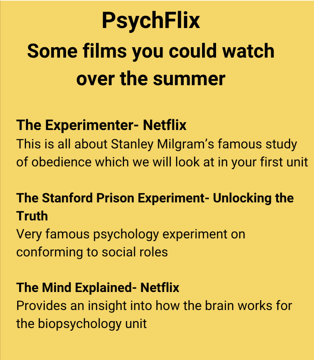 PsychFlix
Some films you could watch
over the summer
The Experimenter- Netflix
This is all about Stanley Milgram's famous study
of obedience which we will look at in your first unit
The Stanford Prison Experiment- Unlocking the
Truth
Very famous psychology experiment on
conforming to social roles
The Mind Explained- Netflix
Provides an insight into how the brain works for
the biopsychology unit